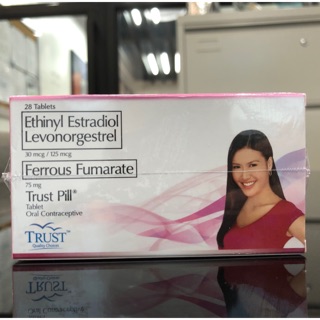 28 Tablets
Ethinyl Estradiol
Levonorgestrel
30 mcg / 125 mcg
Ferrous Fumarate
75 mg
Trust Pill®
Tablet
Oral Contraceptive
TRUST
Quality Choices